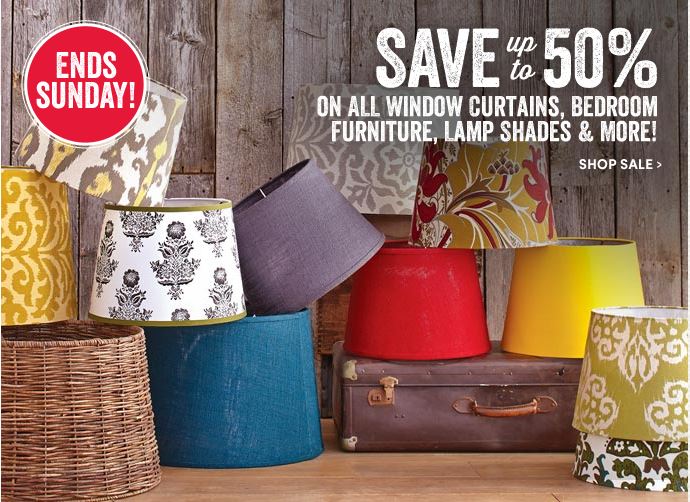 ENDS
SUNDAY!
SAVE up to 50%
ON ALL WINDOW CURTAINS, BEDROOM
FURNITURE, LAMP SHADES & MORE!
SHOP SALE >